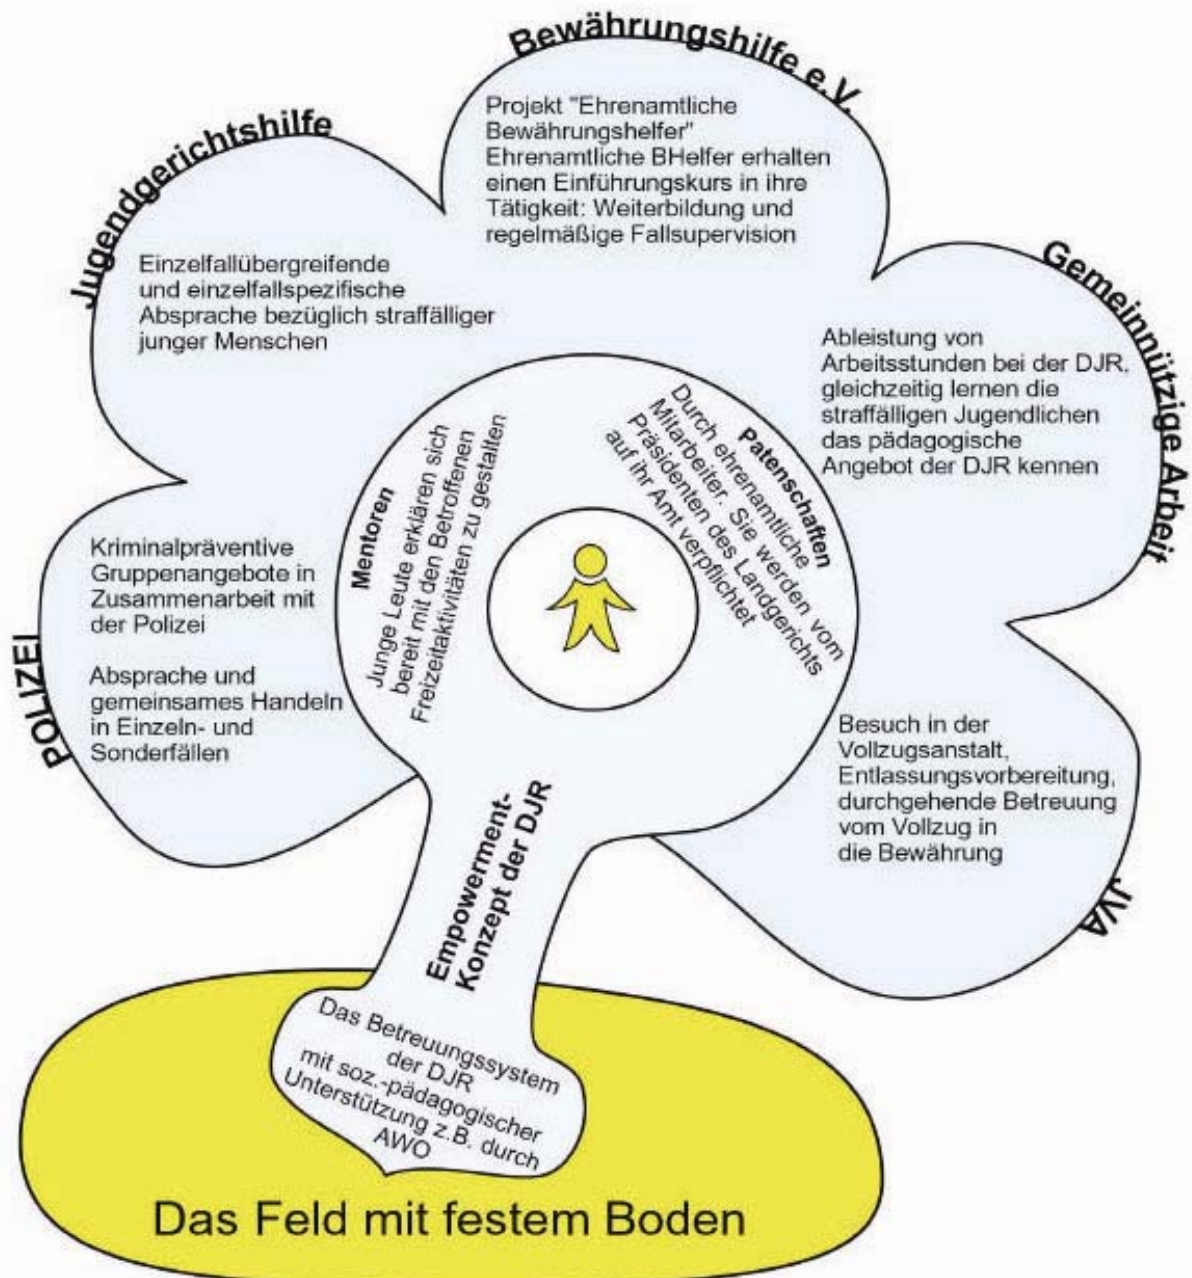 Bewährungshilfe e.V.
Projekt "Ehrenamtliche
Bewährungshelfer"
Ehrenamtliche BHelfer erhalten
einen Einführungskurs in ihre
Tätigkeit: Weiterbildung und
regelmäßige Fallsupervision
Jugendgerichtshilfe
Einzelfallübergreifende
und einzelfallspezifische
Absprache bezüglich straffälliger
junger Menschen
Gemeinnützige Arbeit
Ableistung von
Arbeitsstunden bei der DJR,
gleichzeitig lernen die
straffälligen Jugendlichen
das pädagogische
Angebot der DJR kennen
POLIZEI
Kriminalpräventive
Gruppenangebote in
Zusammenarbeit mit
der Polizei
Absprache und
gemeinsames Handeln
in Einzeln- und
Sonderfällen
Mentoren
Junge Leute erklären sich
bereit mit den Betroffenen
Freizeitaktivitäten zu gestalten
Patenschaften
Durch ehrenamtliche
Mitarbeiter. Sie werden vom
Präsidenten des Landgerichts
auf ihr Amt verpflichtet
JVA
Besuch in der
Vollzugsanstalt,
Entlassungsvorbereitung,
durchgehende Betreuung
vom Vollzug in
die Bewährung
Empowerment-
Konzept der DJR
Das Betreuungssystem
der DJR
mit soz.-pädagogischer
Unterstützung z.B. durch
AWO
Das Feld mit festem Boden